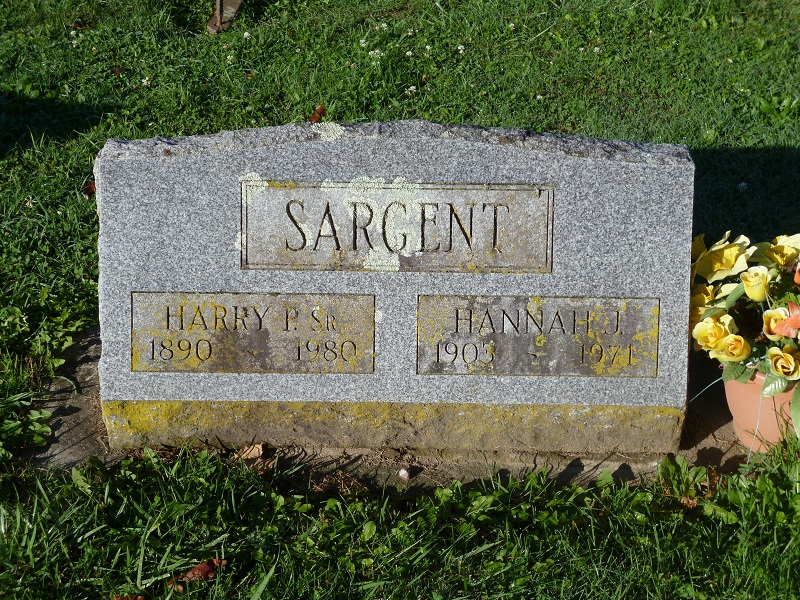 SARGENT
HARRY P. SR.
1890 ~ 1980
HANNAH J.
1903 ~ 1971